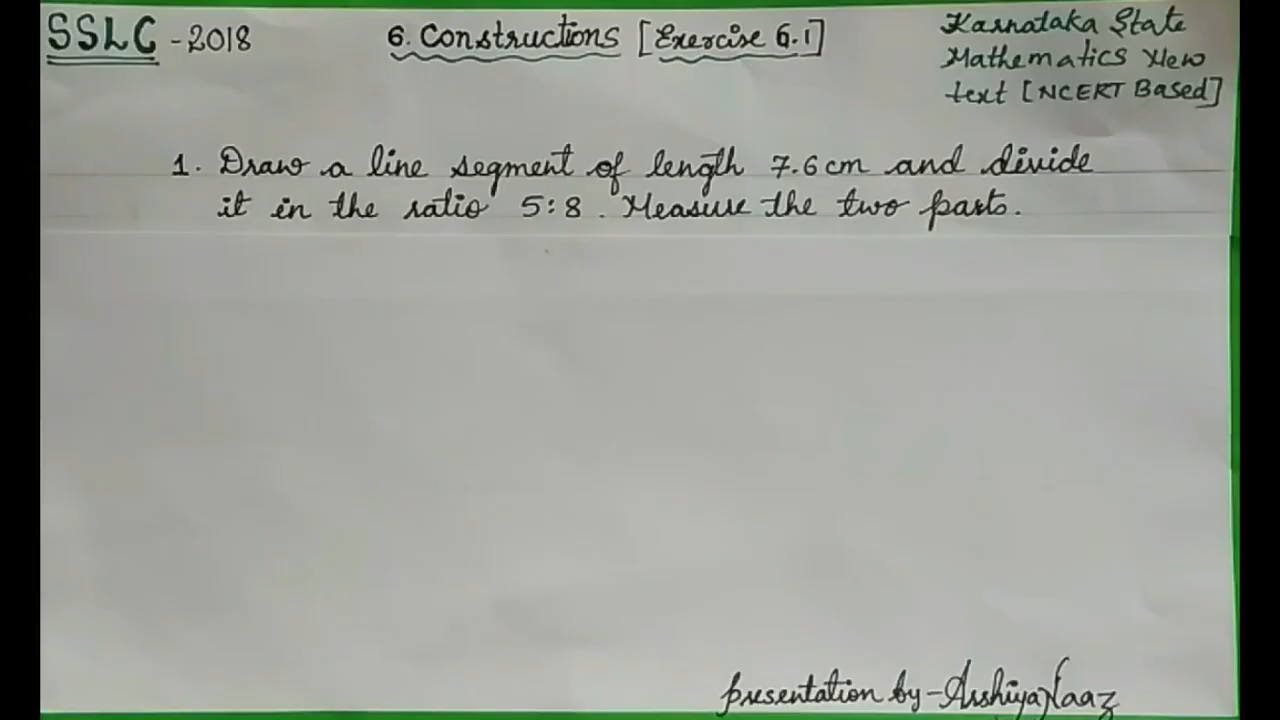 SSLC - 2018
6. Constructions [Exercise 6.1]
Karnataka State
Mathematics New
text [NCERT Based]
1. Draw a line segment of length 7.6 cm and divide
it in the ratio 5:8. Measure the two parts.
presentation by - Arshiya Naaz